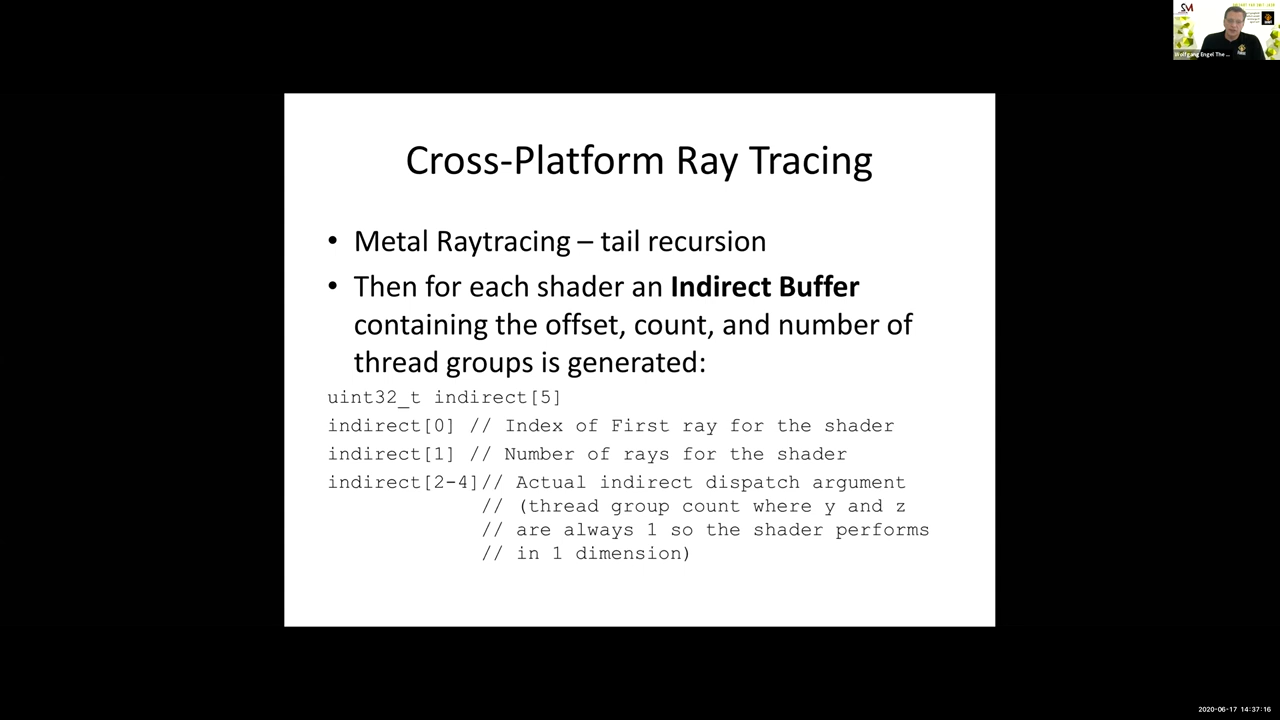 Cross-Platform Ray Tracing
• Metal Raytracing – tail recursion
• Then for each shader an Indirect Buffer
containing the offset, count, and number of
thread groups is generated:
uint32_t indirect[5]
indirect[0] // Index of First ray for the shader
indirect[1] // Number of rays for the shader
indirect[2-4]// Actual indirect dispatch argument
// (thread group count where y and z
// are always 1 so the shader performs
// in 1 dimension)
Wolfgang Engel The ...
2020-06-17 14:37:16